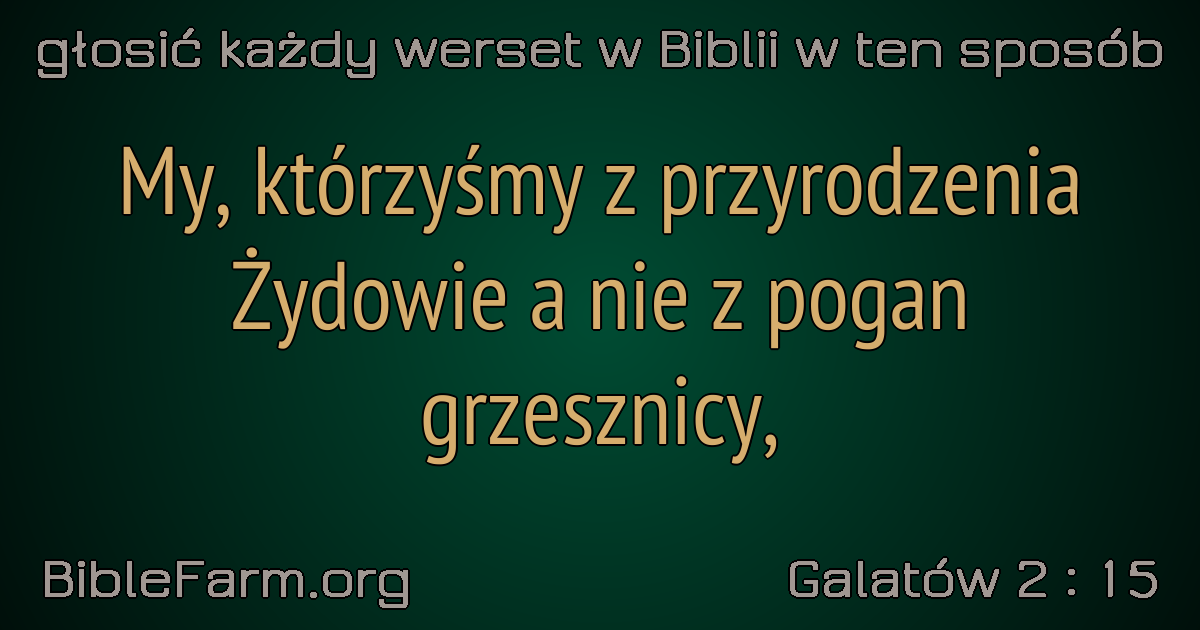 głosić każdy werset w Biblii w ten sposób
My, którzyśmy z przyrodzenia
Żydowie a nie z pogan
grzesznicy,
BibleFarm.org
Galatów 2 : 15